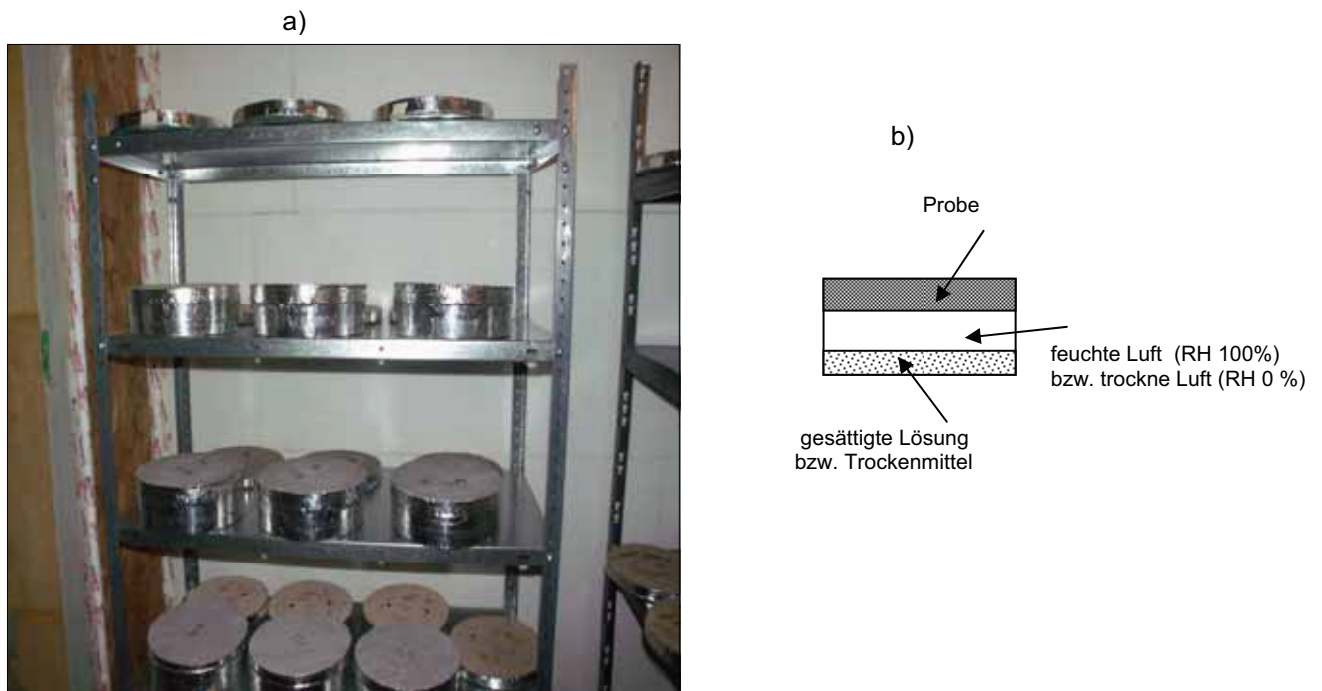 a)
b)
Probe
feuchte Luft (RH 100%)
bzw. trockne Luft (RH 0 %)
gesättigte Lösung
bzw. Trockenmittel